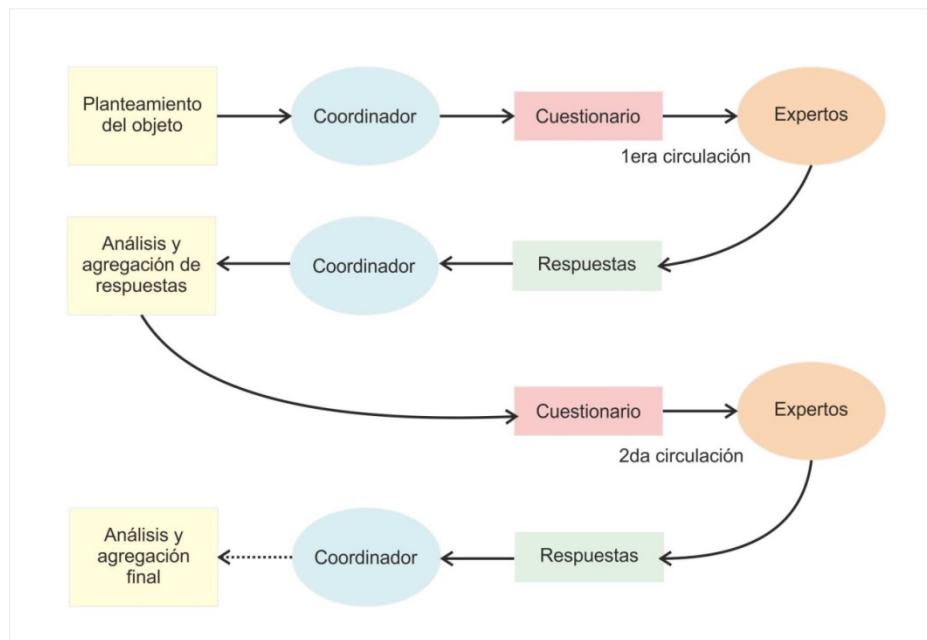 Planteamiento
del objeto
Coordinador
Cuestionario
Expertos
1era circulación
Análisis y
agregación de
respuestas
Coordinador
Respuestas
Cuestionario
Expertos
2da circulación
Análisis y
agregación
final
Coordinador
Respuestas